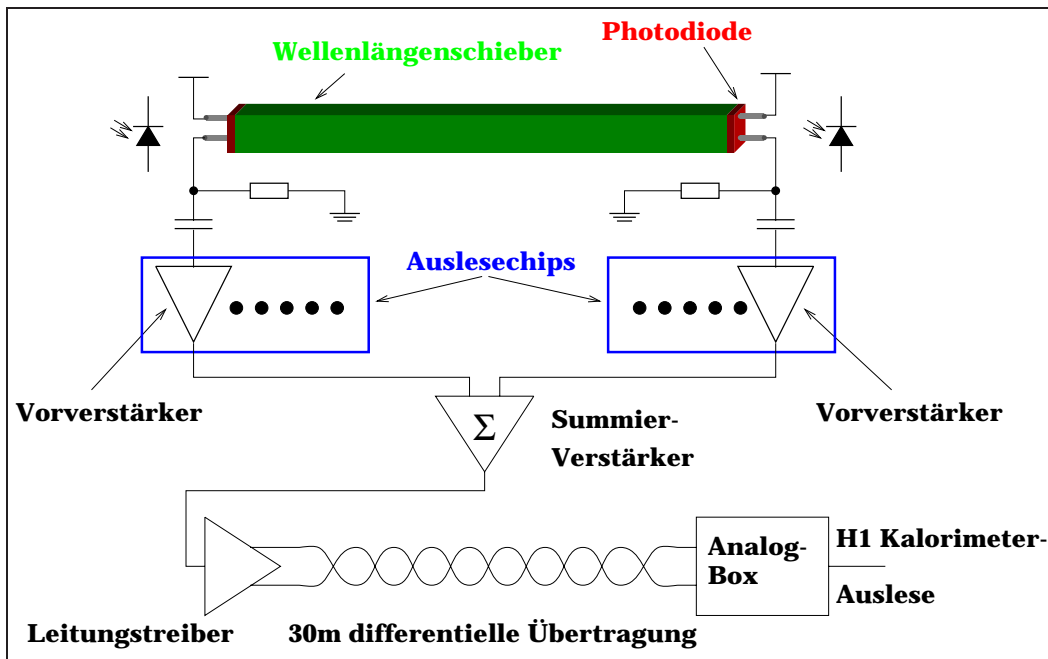 Photodiode
Wellenlängenschieber
Auslesechips
Vorverstärker
Vorverstärker
Σ
Summier-
Verstärker
Analog-
Box
H1 Kalorimeter-
Auslese
Leitungstreiber
30m differentielle Übertragung